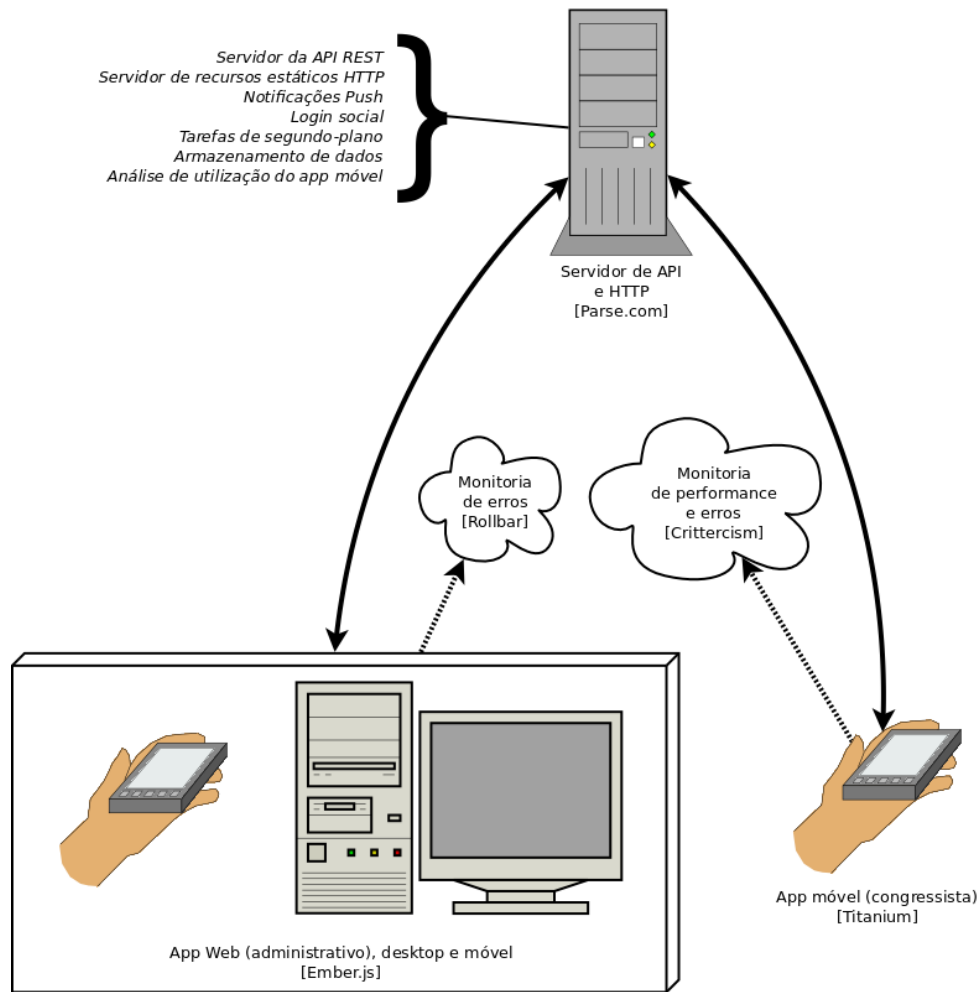 Servidor da API REST
Servidor de recursos estáticos HTTP
Notificações Push
Login social
Tarefas de segundo-plano
Armazenamento de dados
Análise de utilização do app móvel
Servidor de API
e HTTP
[Parse.com]
Monitoria
de erros
[Rollbar]
Monitoria
de performance
e erros
[Crittercism]
App móvel (congressista)
[Titanium]
App Web (administrativo), desktop e móvel
[Ember.js]